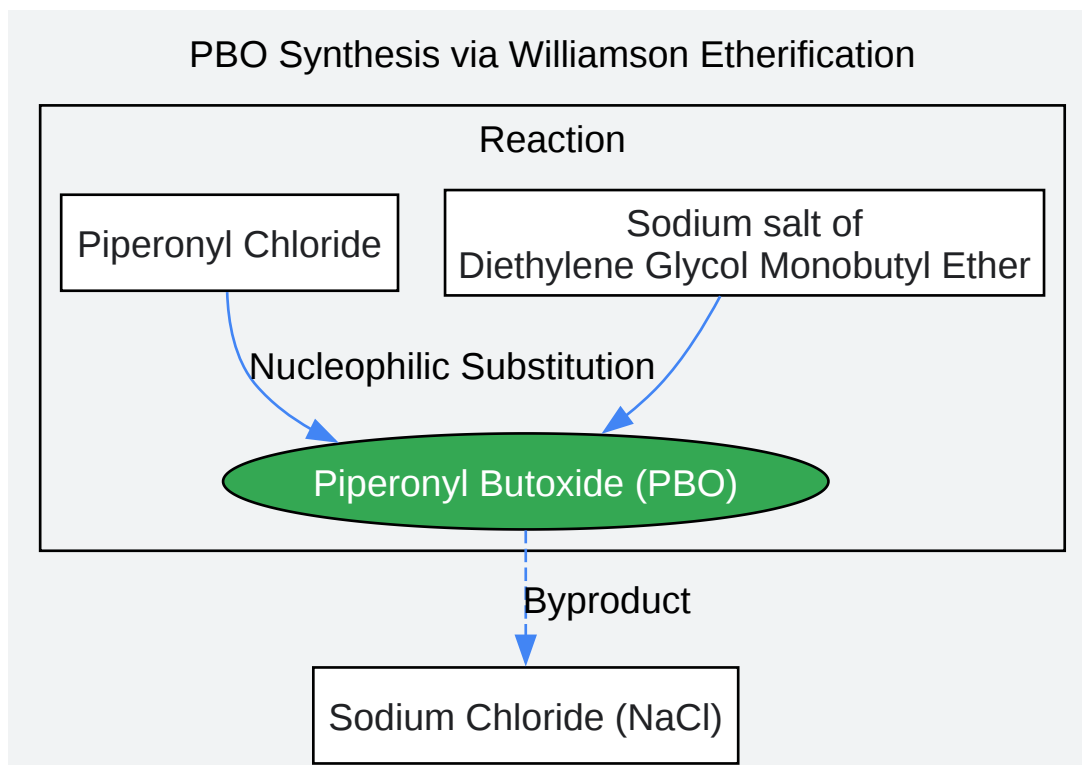 PBO Synthesis via Williamson Etherification
Reaction
Piperonyl Chloride
Sodium salt of
Diethylene Glycol Monobutyl Ether
Nucleophilic Substitution
Piperonyl Butoxide (PBO)
Byproduct
Sodium Chloride (NaCl)